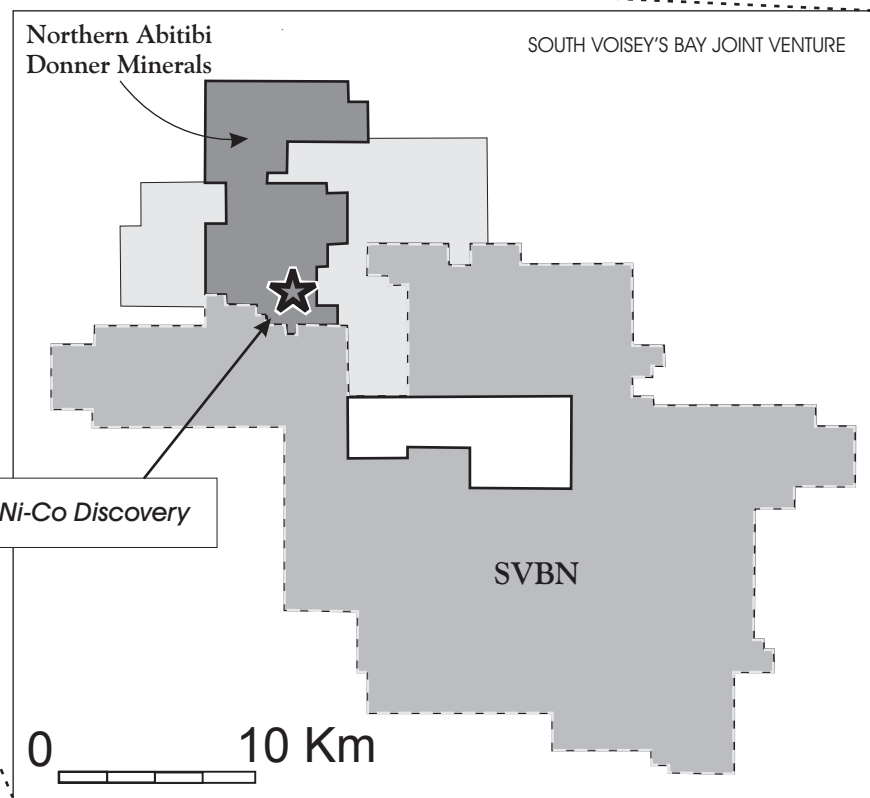 Northern Abitibi
Donner Minerals
SOUTH VOISEY'S BAY JOINT VENTURE
Ni-Co Discovery
SVBN
0 10 Km